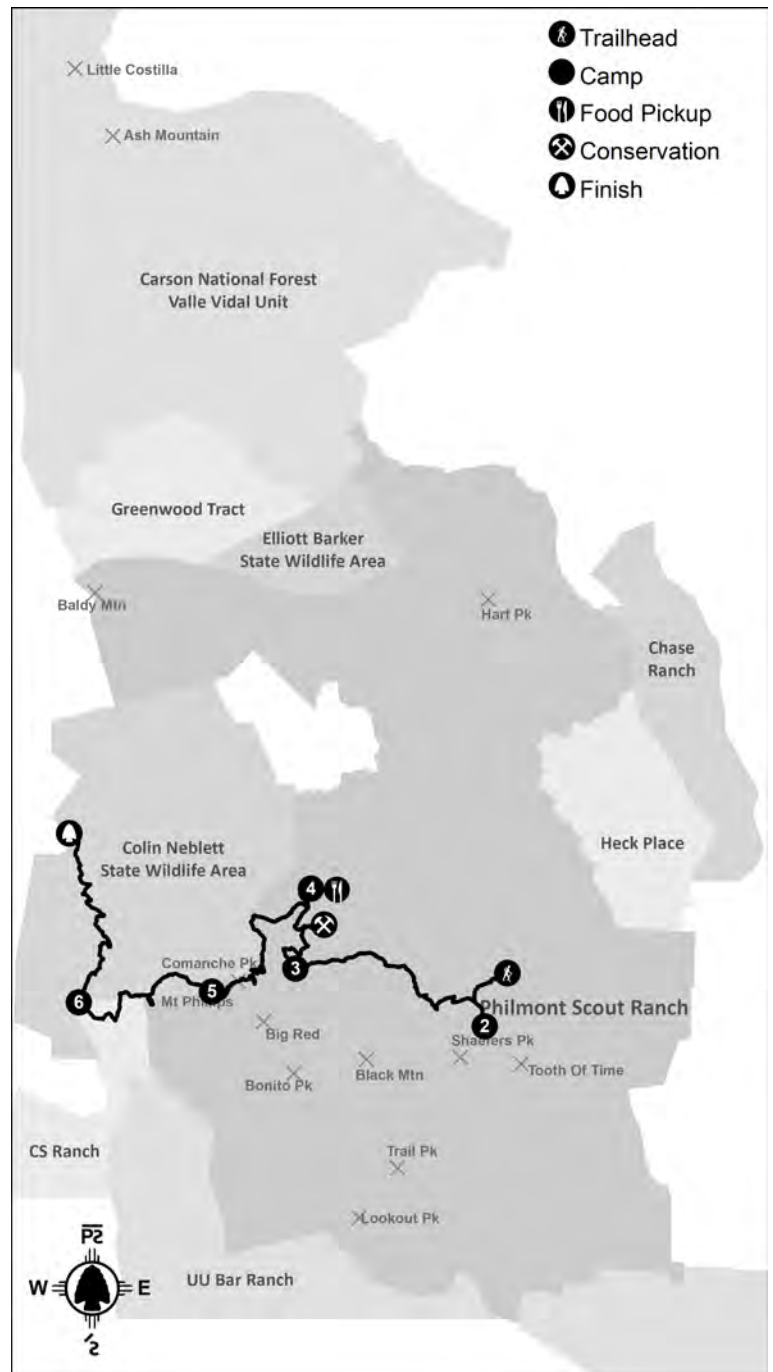 Trailhead
Camp
Food Pickup
Conservation
Finish
Little Costilla
Ash Mountain
Carson National Forest
Valle Vidal Unit
Greenwood Tract
Elliott Barker
State Wildlife Area
Baldy Mtn
Hart Pk
Chase
Ranch
Heck Place
Colin Neblett
State Wildlife Area
4
3
Comanche Pk
5
6
Mt Phillips
Philmont Scout Ranch
2
Big Red
Shaefers Pk
Bonito Pk
Black Mtn
Tooth Of Time
CS Ranch
Trail Pk
Lookout Pk
UU Bar Ranch
W
E